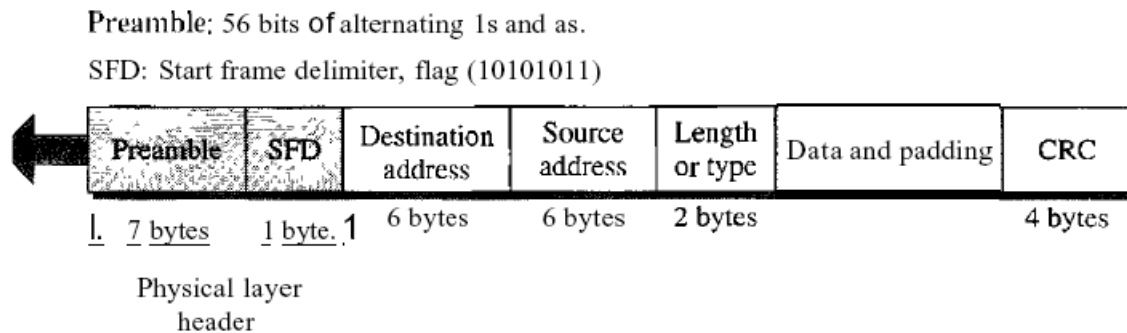 Preamble: 56 bits of alternating 1s and as.
SFD: Start frame delimiter, flag (10101011)
Preamble
SFD
Destination
address
Source
address
Length
or type
Data and padding
CRC
l. 7 bytes
1 byte. 1
6 bytes
6 bytes
2 bytes
4 bytes
Physical layer
header